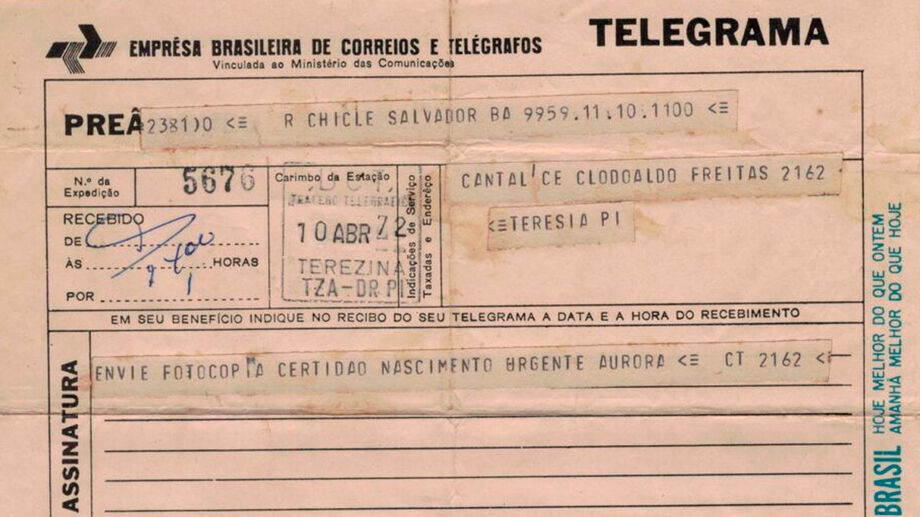 TELEGRAMA
EMPRÊSA BRASILEIRA DE CORREIOS E TELÉGRAFOS
Vinculada ao Ministério das Comunicações
PREÂ
2381)0 <≡ R CHICLE SALVADOR BA 9959.11.10.1100 <≡
N.º da Expedição
5676
Carimbo da Estação
TRAFEGO
10 ABR 72
TEREZINA
TZA-DR PI
Indicações de Serviço
Taxadas e Enderêço
CANTAL'CE CLODOALDO FREITAS 2162
<≡TERESIA PI
RECEBIDO
DE
ÀS HORAS
POR
EM SEU BENEFÍCIO INDIQUE NO RECIBO DO SEU TELEGRAMA A DATA E A HORA DO RECEBIMENTO
ASSINATURA
ENVIE FOTOCOPIA CERTIDAO NASCIMENTO URGENTE AURORA <≡ CT 2162 <
BRASIL
HOJE MELHOR DO QUE ONTEM
AMANHÃ MELHOR DO QUE HOJE